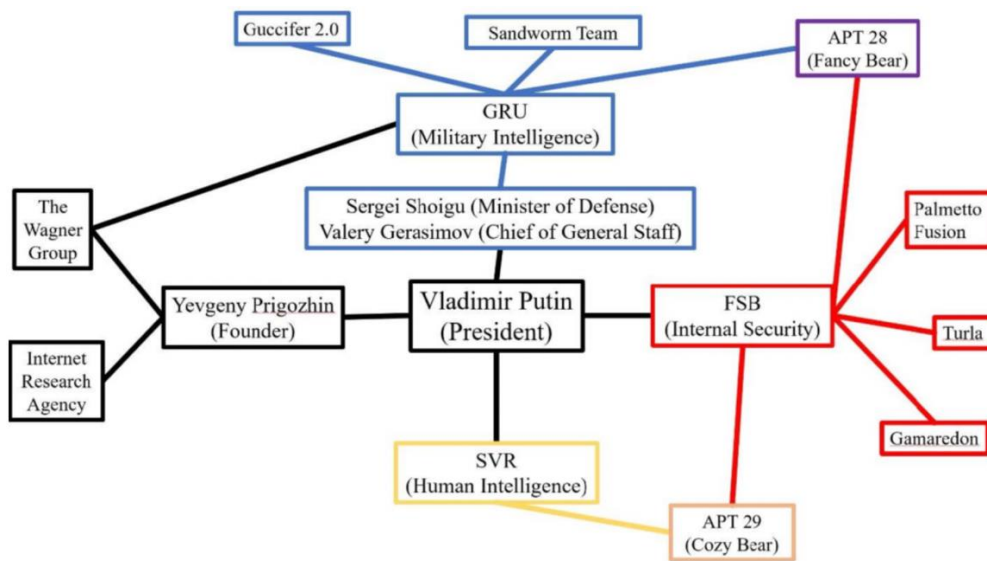 Guccifer 2.0
Sandworm Team
APT 28
(Fancy Bear)
GRU
(Military Intelligence)
The
Wagner
Group
Sergei Shoigu (Minister of Defense)
Valery Gerasimov (Chief of General Staff)
Palmetto
Fusion
Yevgeny Prigozhin
(Founder)
Vladimir Putin
(President)
FSB
(Internal Security)
Turla
Internet
Research
Agency
Gamaredon
SVR
(Human Intelligence)
APT 29
(Cozy Bear)